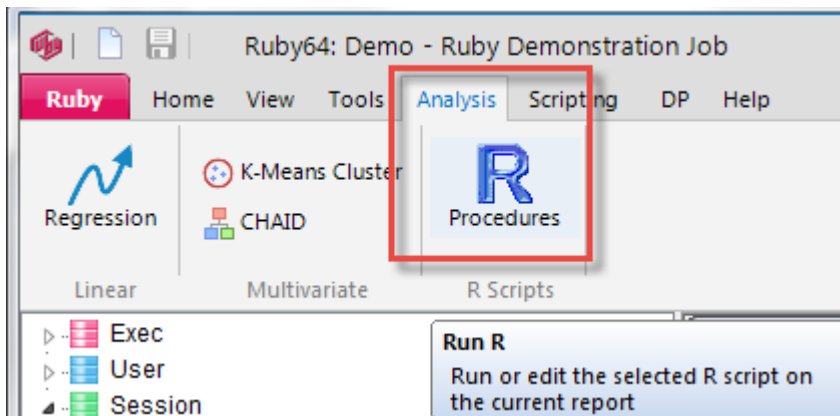 Ruby64: Demo - Ruby Demonstration Job
Ruby Home View Tools Analysis Scripting DP Help
K-Means Cluster
Regression CHAID Procedures
Linear Multivariate R Scripts
Exec
User
Session
Run R
Run or edit the selected R script on
the current report